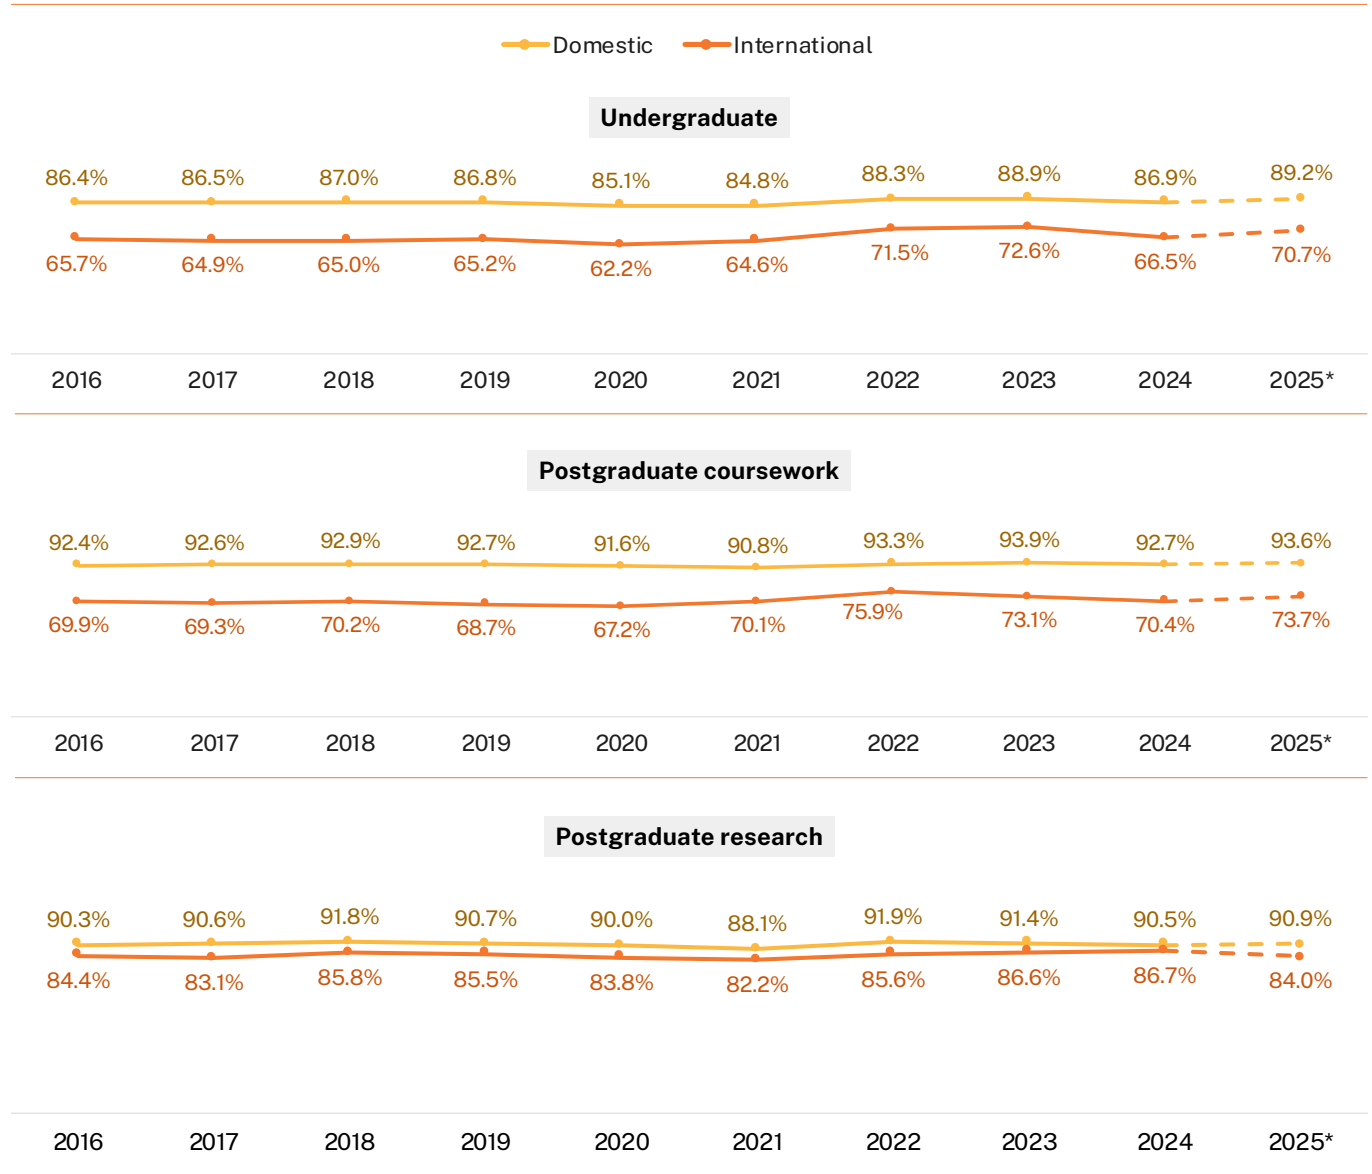 Domestic International
Undergraduate
86.4% 86.5% 87.0% 86.8% 85.1% 84.8% 88.3% 88.9% 86.9% 89.2%
65.7% 64.9% 65.0% 65.2% 62.2% 64.6% 71.5% 72.6% 66.5% 70.7%
2016 2017 2018 2019 2020 2021 2022 2023 2024 2025*
Postgraduate coursework
92.4% 92.6% 92.9% 92.7% 91.6% 90.8% 93.3% 93.9% 92.7% 93.6%
69.9% 69.3% 70.2% 68.7% 67.2% 70.1% 75.9% 73.1% 70.4% 73.7%
2016 2017 2018 2019 2020 2021 2022 2023 2024 2025*
Postgraduate research
90.3% 90.6% 91.8% 90.7% 90.0% 88.1% 91.9% 91.4% 90.5% 90.9%
84.4% 83.1% 85.8% 85.5% 83.8% 82.2% 85.6% 86.6% 86.7% 84.0%
2016 2017 2018 2019 2020 2021 2022 2023 2024 2025*